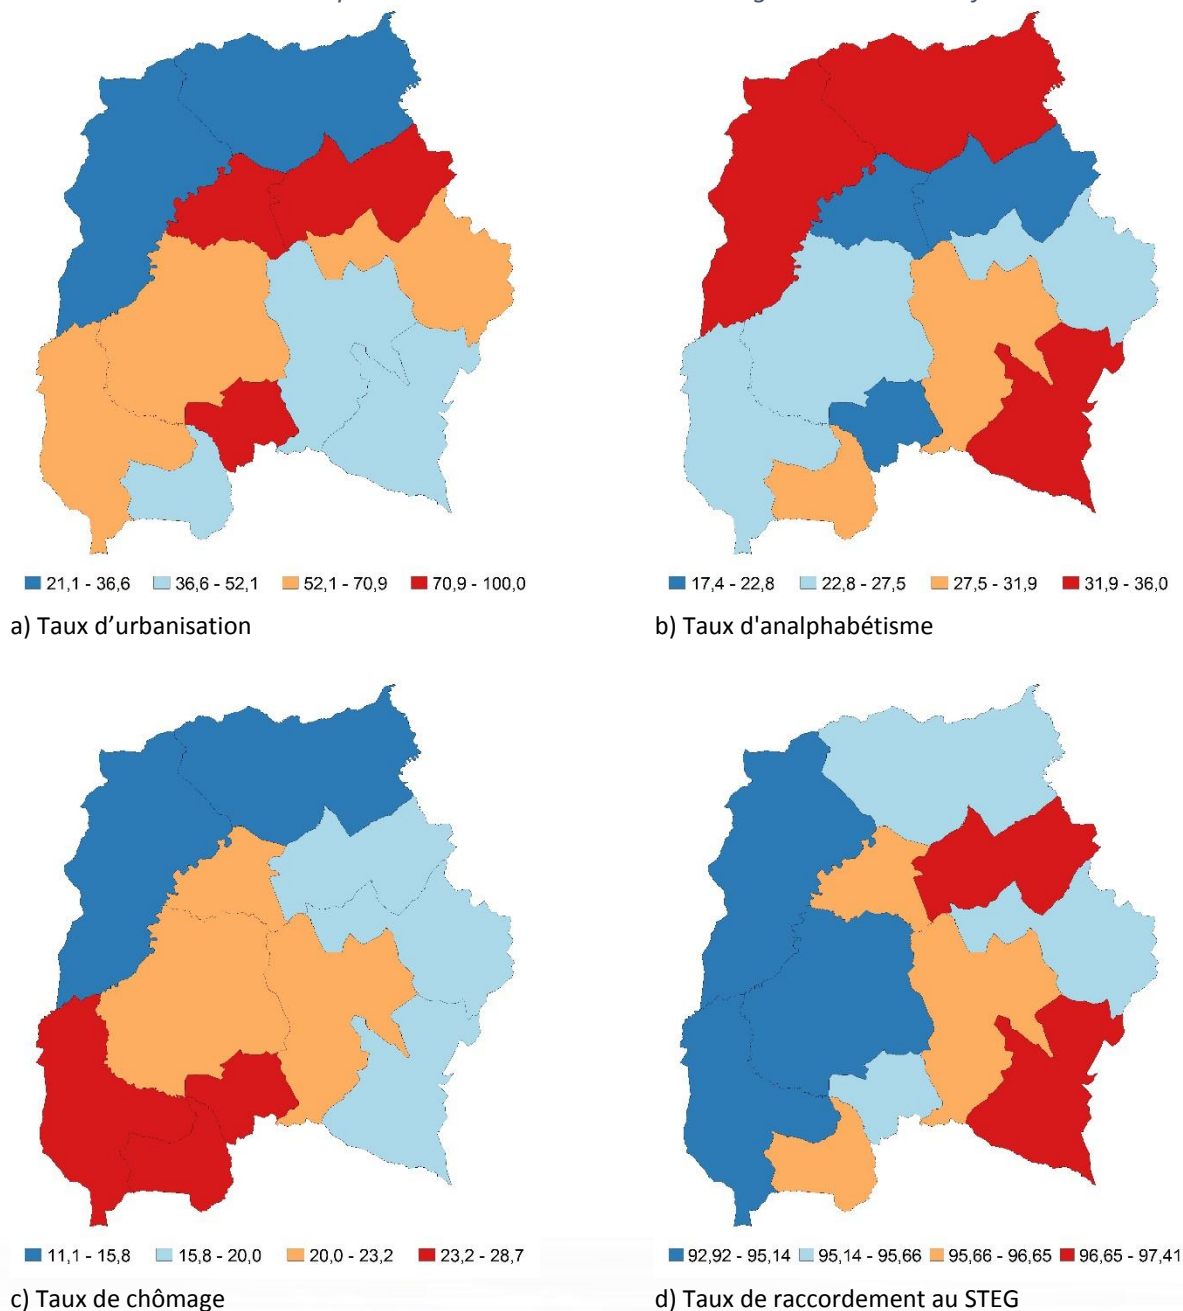 21,1 - 36,6 36,6 - 52,1 52,1 - 70,9 70,9 - 100,0
a) Taux d’urbanisation
17,4 - 22,8 22,8 - 27,5 27,5 - 31,9 31,9 - 36,0
b) Taux d'analphabétisme
11,1 - 15,8 15,8 - 20,0 20,0 - 23,2 23,2 - 28,7
c) Taux de chômage
92,92 - 95,14 95,14 - 95,66 95,66 - 96,65 96,65 - 97,41
d) Taux de raccordement au STEG